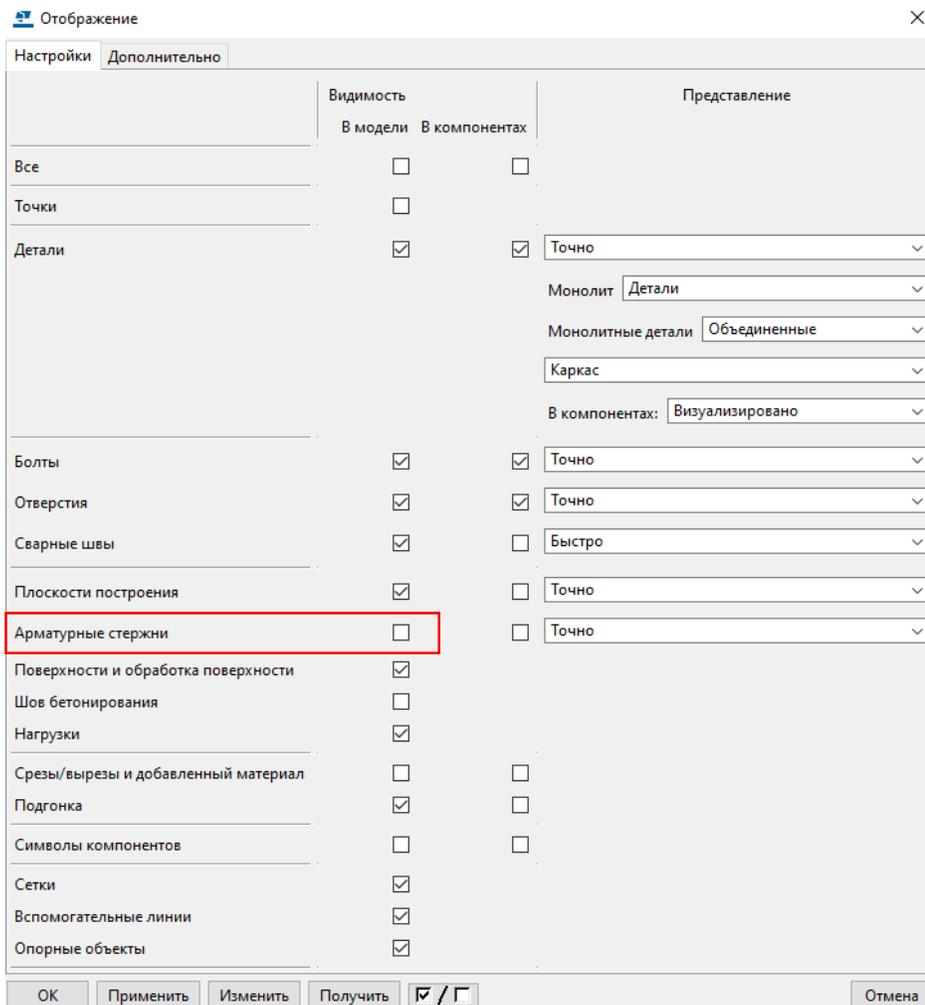 Отображение
Настройки Дополнительно
Видимость Представление
В модели В компонентах
Все
Точки
Детали Точно
Монолит Детали
Монолитные детали Объединенные
Каркас
В компонентах: Визуализировано
Болты Точно
Отверстия Точно
Сварные швы Быстро
Плоскости построения Точно
Арматурные стержни Точно
Поверхности и обработка поверхности
Шов бетонирования
Нагрузки
Срезы/вырезы и добавленный материал
Подгонка
Символы компонентов
Сетки
Вспомогательные линии
Опорные объекты
ОК Применить Изменить Получить / Отмена